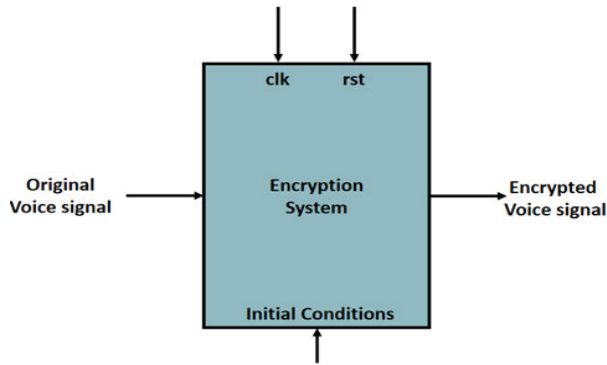 clk rst
Original
Voice signal
Encryption
System
Encrypted
Voice signal
Initial Conditions